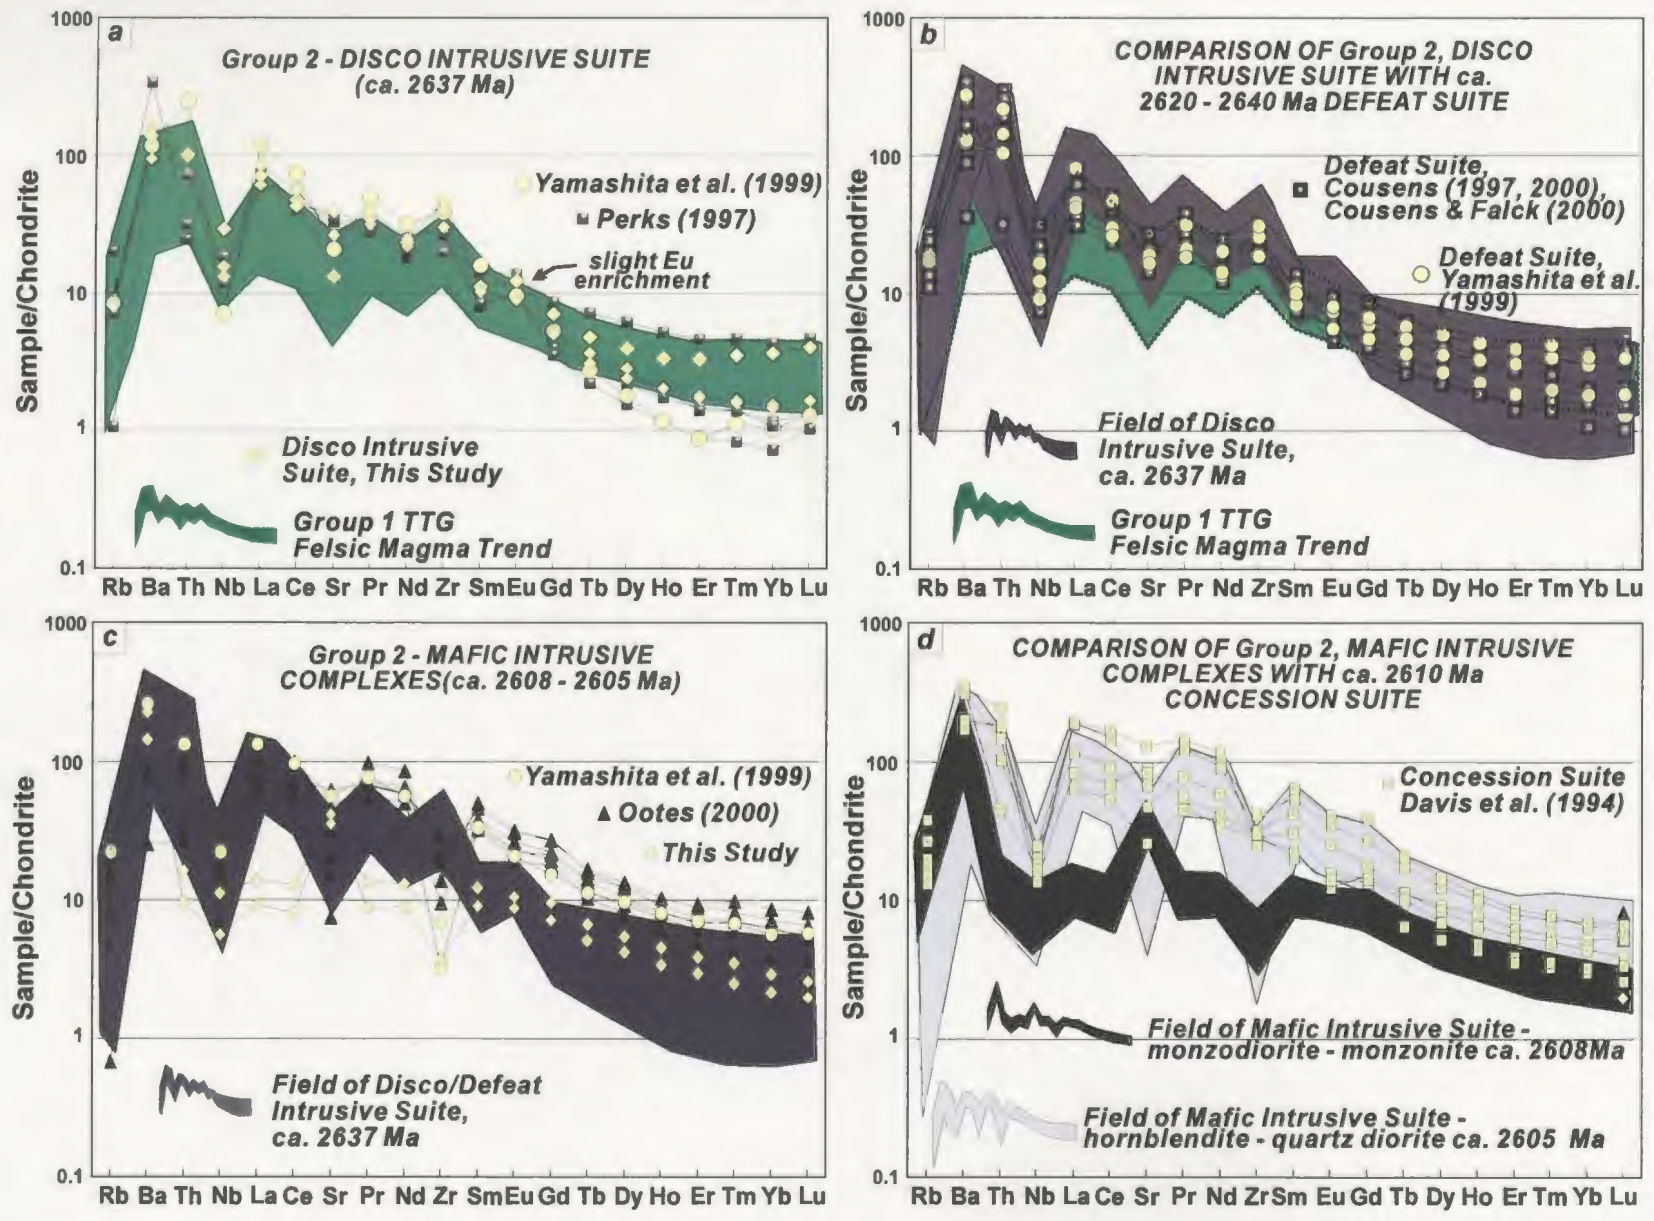 a
Group 2 - DISCO INTRUSIVE SUITE
(ca. 2637 Ma)
Yamashita et al. (1999)
Perks (1997)
slight Eu
enrichment
Disco Intrusive
Suite, This Study
Group 1 TTG
Felsic Magma Trend
Sample/Chondrite
1000
100
10
1
0.1
Rb Ba Th Nb La Ce Sr Pr Nd Zr Sm Eu Gd Tb Dy Ho Er Tm Yb Lu
b
COMPARISON OF Group 2, DISCO
INTRUSIVE SUITE WITH ca.
2620 - 2640 Ma DEFEAT SUITE
Defeat Suite,
Cousens (1997, 2000),
Cousens & Falck (2000)
Defeat Suite,
Yamashita et al.
(1999)
Field of Disco
Intrusive Suite,
ca. 2637 Ma
Group 1 TTG
Felsic Magma Trend
Sample/Chondrite
1000
100
10
1
0.1
Rb Ba Th Nb La Ce Sr Pr Nd Zr Sm Eu Gd Tb Dy Ho Er Tm Yb Lu
c
Group 2 - MAFIC INTRUSIVE
COMPLEXES(ca. 2608 - 2605 Ma)
Yamashita et al. (1999)
Ootes (2000)
This Study
Field of Disco/Defeat
Intrusive Suite,
ca. 2637 Ma
Sample/Chondrite
1000
100
10
1
0.1
Rb Ba Th Nb La Ce Sr Pr Nd Zr Sm Eu Gd Tb Dy Ho Er Tm Yb Lu
d
COMPARISON OF Group 2, MAFIC INTRUSIVE
COMPLEXES WITH ca. 2610 Ma
CONCESSION SUITE
Concession Suite
Davis et al. (1994)
Field of Mafic Intrusive Suite -
monzodiorite - monzonite ca. 2608Ma
Field of Mafic Intrusive Suite -
hornblendite - quartz diorite ca. 2605 Ma
Sample/Chondrite
1000
100
10
1
0.1
Rb Ba Th Nb La Ce Sr Pr Nd Zr Sm Eu Gd Tb Dy Ho Er Tm Yb Lu